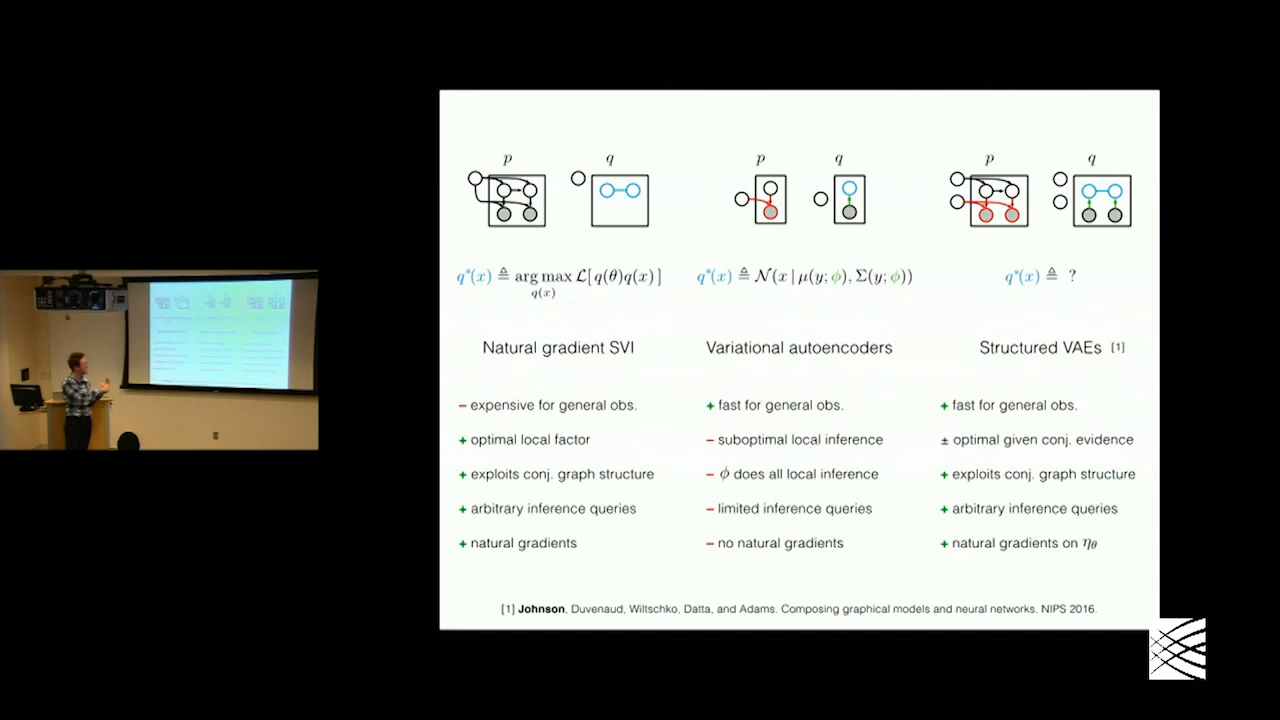 p q p q p q
q*(x) ≜ arg max L[ q(θ)q(x) ] q*(x) ≜ N(x | μ(y; φ), Σ(y; φ)) q*(x) ≜ ?
q(x)
Natural gradient SVI Variational autoencoders Structured VAEs [1]
– expensive for general obs. + fast for general obs. + fast for general obs.
+ optimal local factor – suboptimal local inference ± optimal given conj. evidence
+ exploits conj. graph structure – φ does all local inference + exploits conj. graph structure
+ arbitrary inference queries – limited inference queries + arbitrary inference queries
+ natural gradients – no natural gradients + natural gradients on ηθ
[1] Johnson, Duvenaud, Wiltschko, Datta, and Adams. Composing graphical models and neural networks. NIPS 2016.